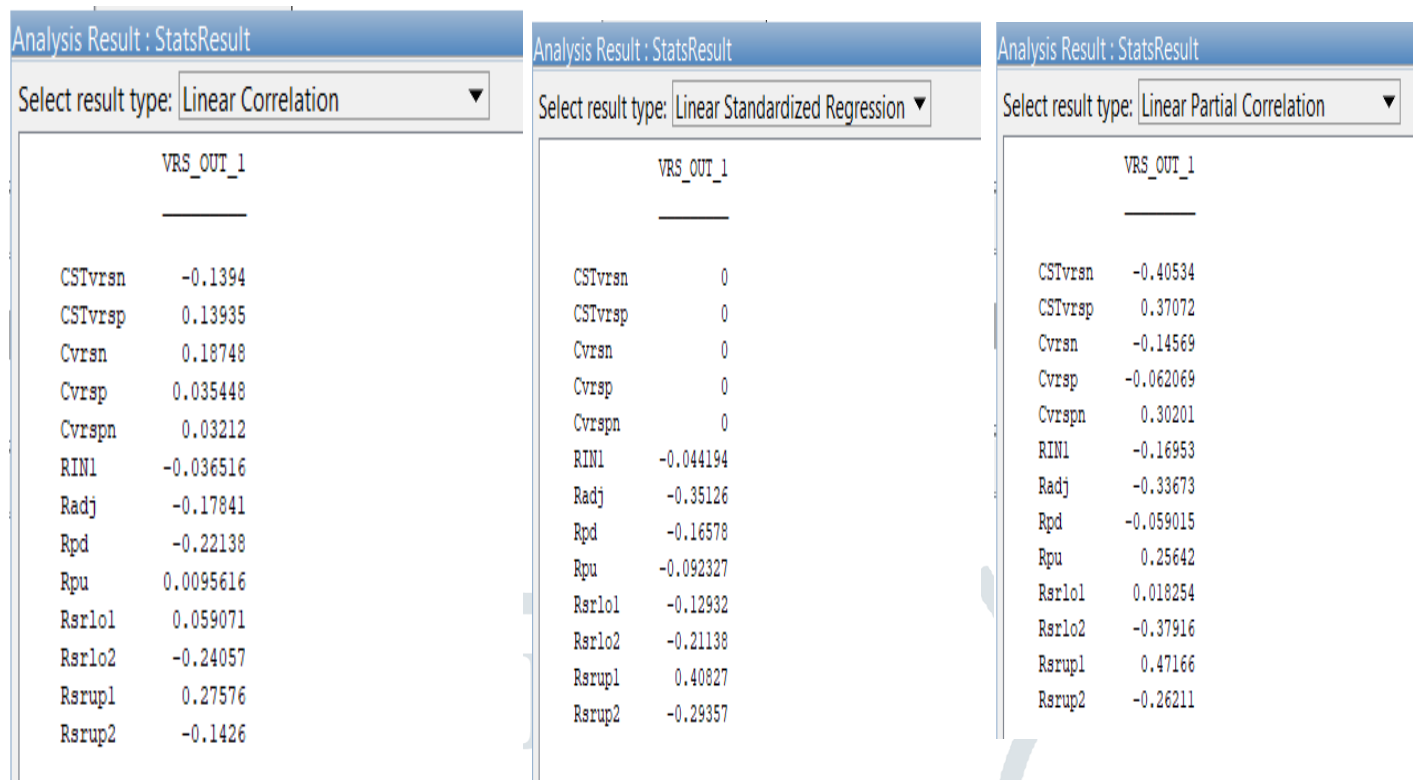 Analysis Result : StatsResult
Select result type: Linear Correlation
VRS_OUT_1
CSTvrsn -0.1394
CSTvrsp 0.13935
Cvrsn 0.18748
Cvrsp 0.035448
Cvrspn 0.03212
RIN1 -0.036516
Radj -0.17841
Rpd -0.22138
Rpu 0.0095616
Rsrlo1 0.059071
Rsrlo2 -0.24057
Rsrup1 0.27576
Rsrup2 -0.1426
Analysis Result : StatsResult
Select result type: Linear Standardized Regression
VRS_OUT_1
CSTvrsn 0
CSTvrsp 0
Cvrsn 0
Cvrsp 0
Cvrspn 0
RIN1 -0.044194
Radj -0.35126
Rpd -0.16578
Rpu -0.092327
Rsrlo1 -0.12932
Rsrlo2 -0.21138
Rsrup1 0.40827
Rsrup2 -0.29357
Analysis Result : StatsResult
Select result type: Linear Partial Correlation
VRS_OUT_1
CSTvrsn -0.40534
CSTvrsp 0.37072
Cvrsn -0.14569
Cvrsp -0.062069
Cvrspn 0.30201
RIN1 -0.16953
Radj -0.33673
Rpd -0.059015
Rpu 0.25642
Rsrlo1 0.018254
Rsrlo2 -0.37916
Rsrup1 0.47166
Rsrup2 -0.26211